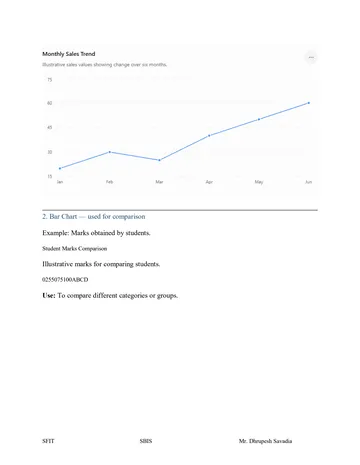 Monthly Sales Trend
Illustrative sales values showing change over six months.
75
60
45
30
15
Jan Feb Mar Apr May Jun
2. Bar Chart — used for comparison
Example: Marks obtained by students.
Student Marks Comparison
Illustrative marks for comparing students.
0255075100ABCD
Use: To compare different categories or groups.
SFIT SBIS Mr. Dhrupesh Savadia